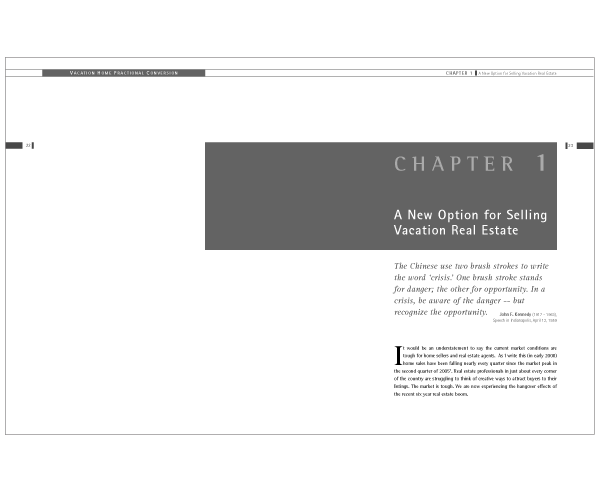 VACATION HOME FRACTIONAL CONVERSION
CHAPTER 1 A New Option for Selling Vacation Real Estate
22
23
CHAPTER 1
A New Option for Selling
Vacation Real Estate
The Chinese use two brush strokes to write
the word 'crisis.' One brush stroke stands
for danger; the other for opportunity. In a
crisis, be aware of the danger -- but
recognize the opportunity.
John F. Kennedy (1917 - 1963),
Speech in Indianapolis, April 12, 1959
It would be an understatement to say the current market conditions are
tough for home sellers and real estate agents. As I write this (in early 2008)
home sales have been falling nearly every quarter since the market peak in
the second quarter of 2005. Real estate professionals in just about every corner
of the country are struggling to think of creative ways to attract buyers to their
listings. The market is tough. We are now experiencing the hangover effects of
the recent six year real estate boom.